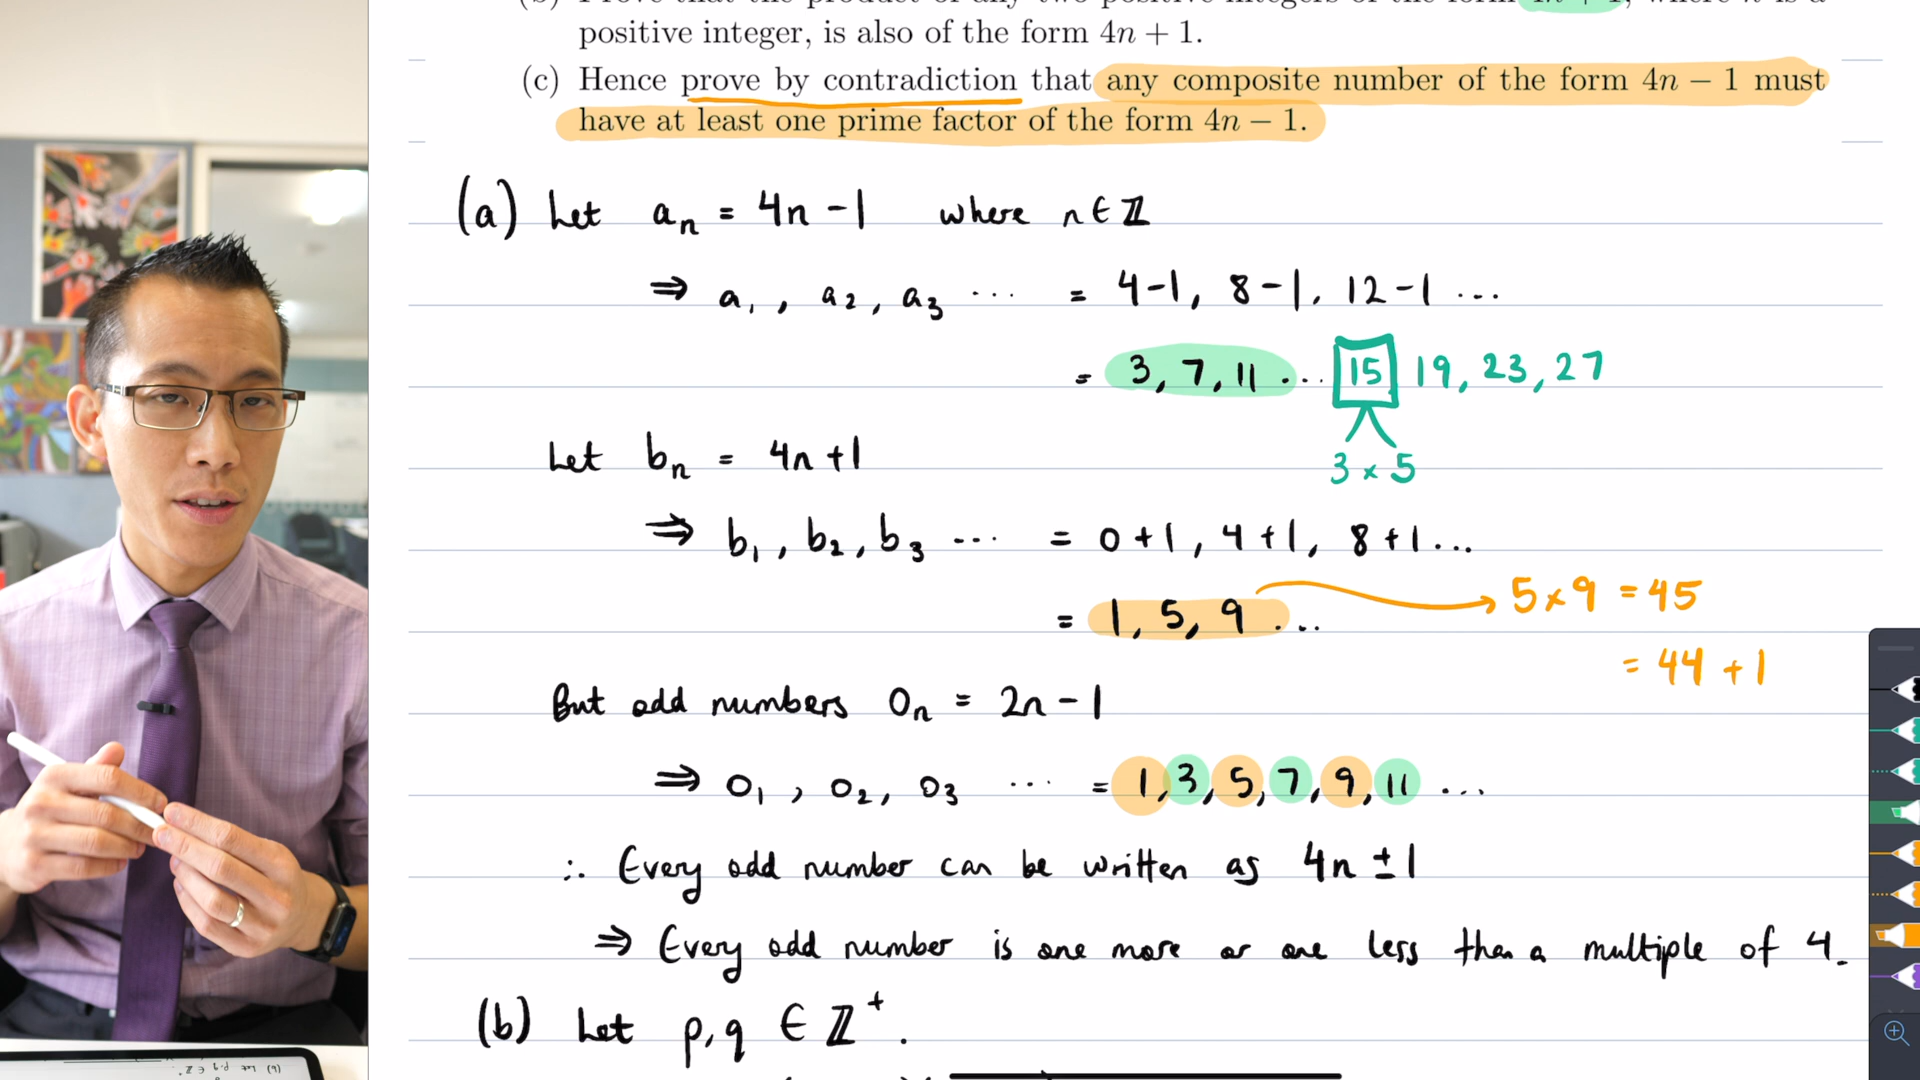 positive integer, is also of the form 4n + 1.
(c) Hence prove by contradiction that any composite number of the form 4n − 1 must
have at least one prime factor of the form 4n − 1.
(a) Let aₙ = 4n − 1 where n ∈ ℤ
⇒ a₁, a₂, a₃ ... = 4−1, 8−1, 12−1 ...
= 3, 7, 11 ... 15 19, 23, 27
3 × 5
Let bₙ = 4n+1
⇒ b₁, b₂, b₃ ... = 0+1, 4+1, 8+1...
= 1, 5, 9 ... → 5×9 = 45
= 44 + 1
But odd numbers Oₙ = 2n − 1
⇒ O₁, O₂, O₃ ... = 1, 3, 5, 7, 9, 11 ...
∴ Every odd number can be written as 4n ± 1
⇒ Every odd number is one more or one less than a multiple of 4.
(b) Let p, q ∈ ℤ⁺.